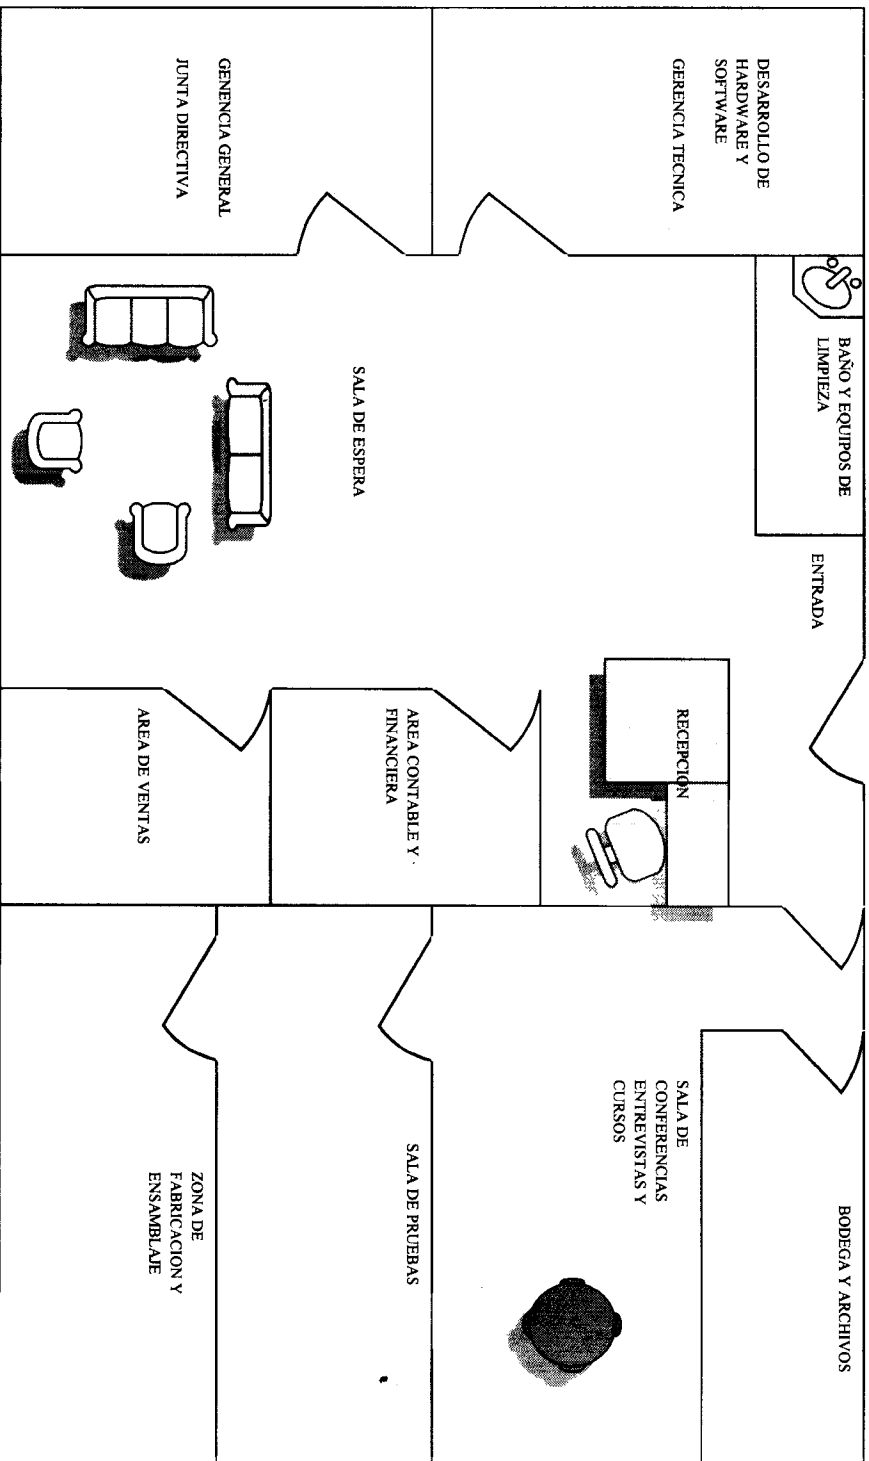 DESARROLLO DE
HARDWARE Y
SOFTWARE
GERENCIA TECNICA
GENENCIA GENERAL
JUNTA DIRECTIVA
BAÑO Y EQUIPOS DE
LIMPIEZA
SALA DE ESPERA
ENTRADA
RECEPCION
AREA CONTABLE Y
FINANCIERA
AREA DE VENTAS
BODEGA Y ARCHIVOS
SALA DE
CONFERENCIAS
ENTREVISTAS Y
CURSOS
SALA DE PRUEBAS
ZONA DE
FABRICACION Y
ENSAMBLAJE